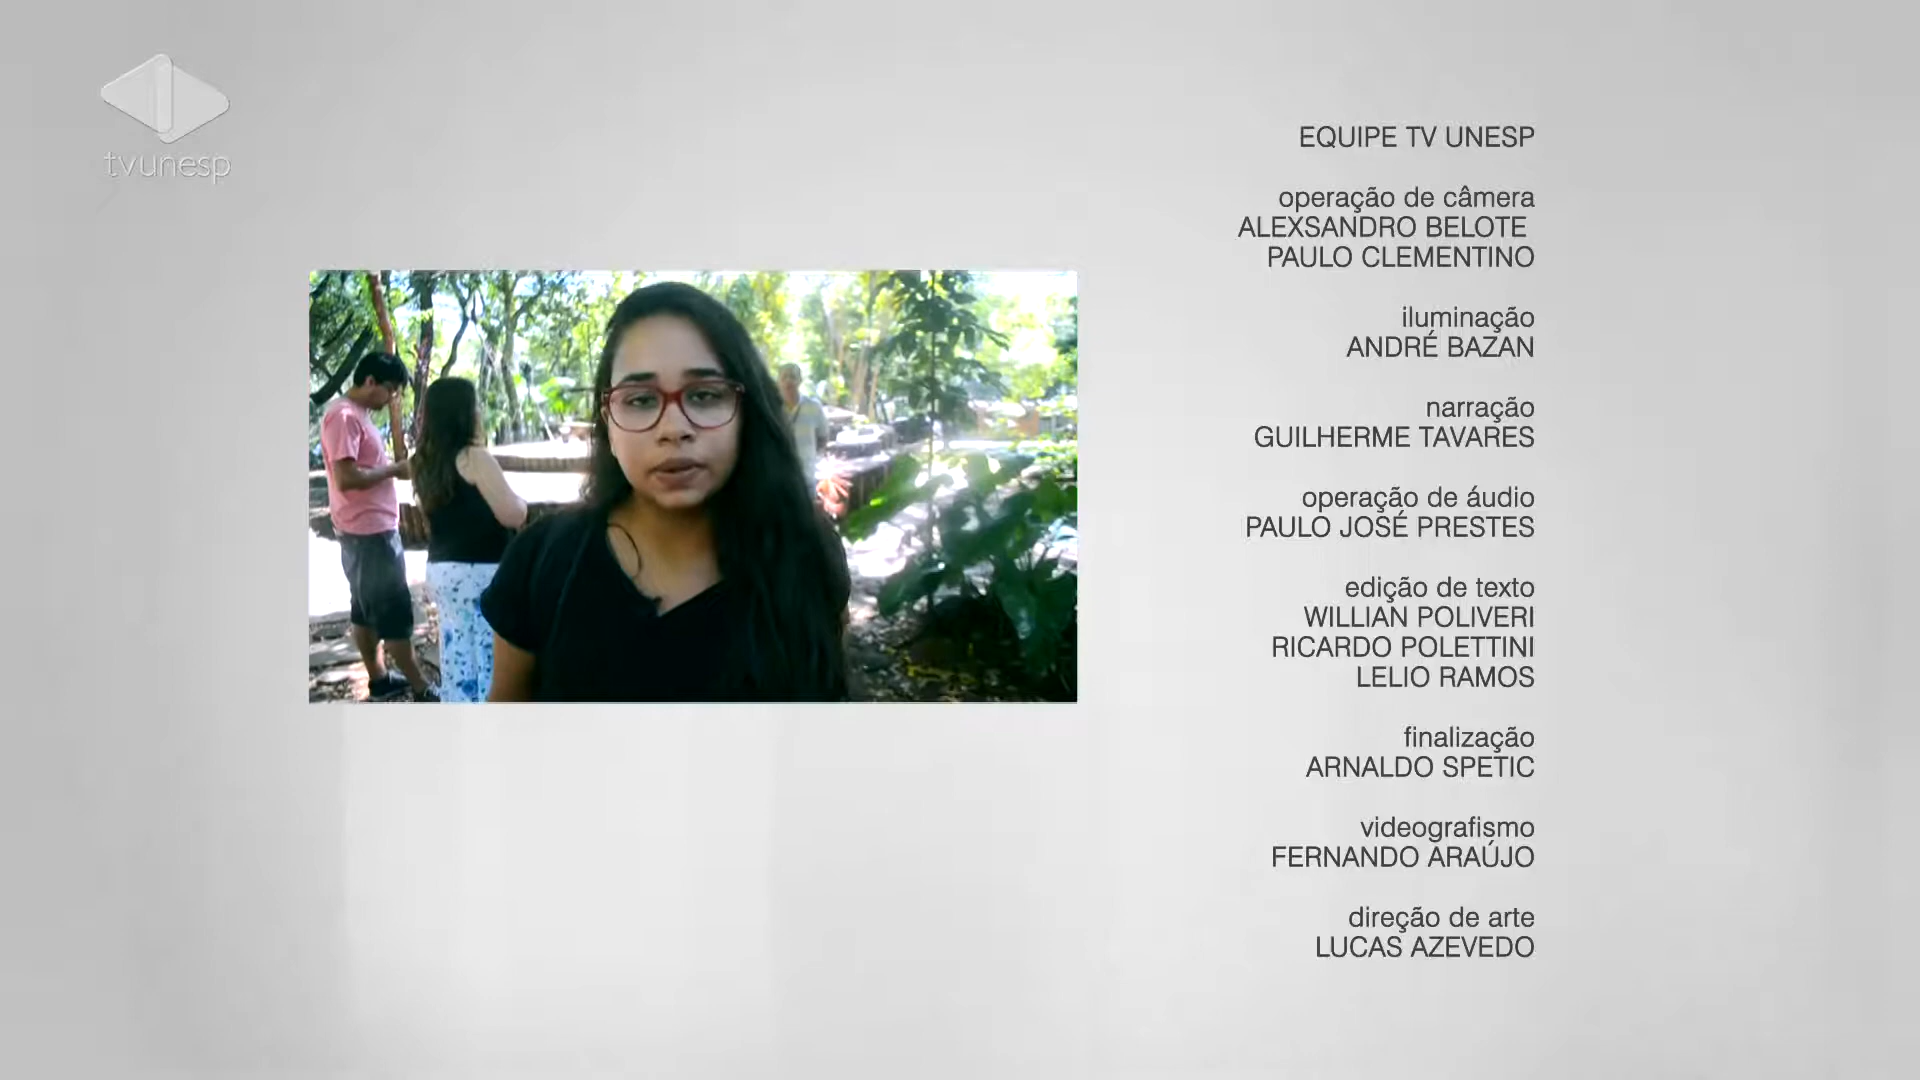 tvunesp
EQUIPE TV UNESP
operação de câmera
ALEXSANDRO BELOTE
PAULO CLEMENTINO
iluminação
ANDRÉ BAZAN
narração
GUILHERME TAVARES
operação de áudio
PAULO JOSÉ PRESTES
edição de texto
WILLIAN POLIVERI
RICARDO POLETTINI
LELIO RAMOS
finalização
ARNALDO SPETIC
videografismo
FERNANDO ARAÚJO
direção de arte
LUCAS AZEVEDO